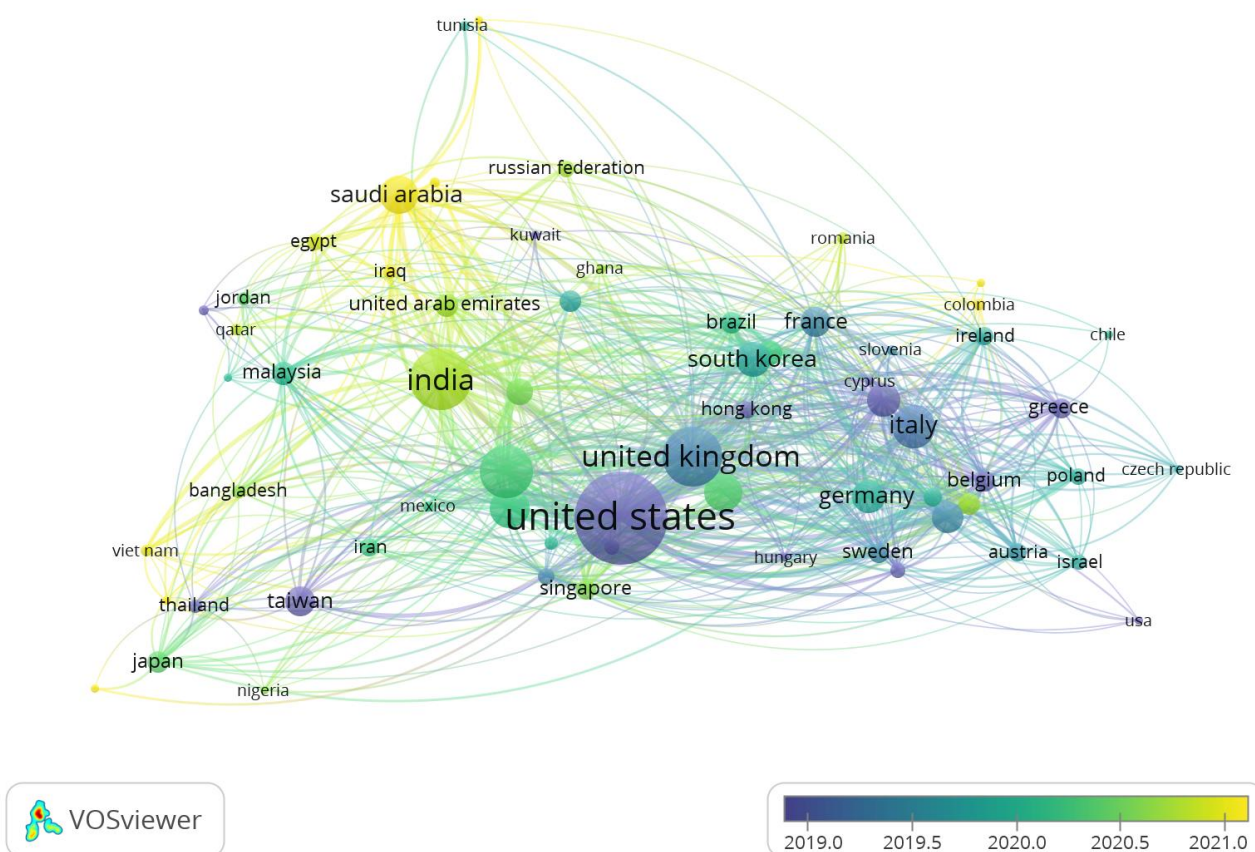 tunisia
russian federation
saudi arabia
kuwait
egypt
romania
iraq
ghana
jordan
united arab emirates
colombia
qatar
brazil
france
ireland
chile
slovenia
south korea
malaysia
india
cyprus
hong kong
greece
italy
united kingdom
czech republic
poland
belgium
bangladesh
germany
mexico
united states
viet nam
iran
hungary
sweden
austria
israel
singapore
thailand
taiwan
usa
japan
nigeria
VOSviewer
2019.0 2019.5 2020.0 2020.5 2021.0